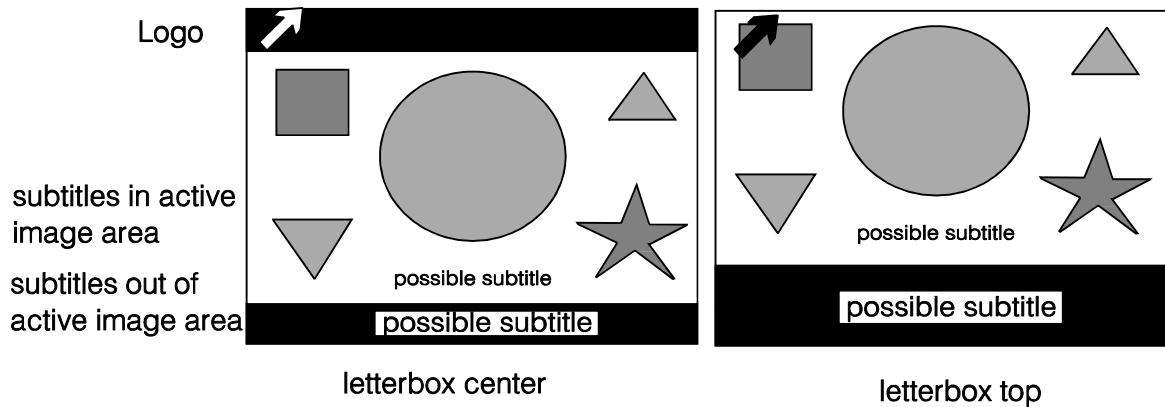 Logo
subtitles in active
image area
subtitles out of
active image area
possible subtitle
possible subtitle
letterbox center
possible subtitle
possible subtitle
letterbox top